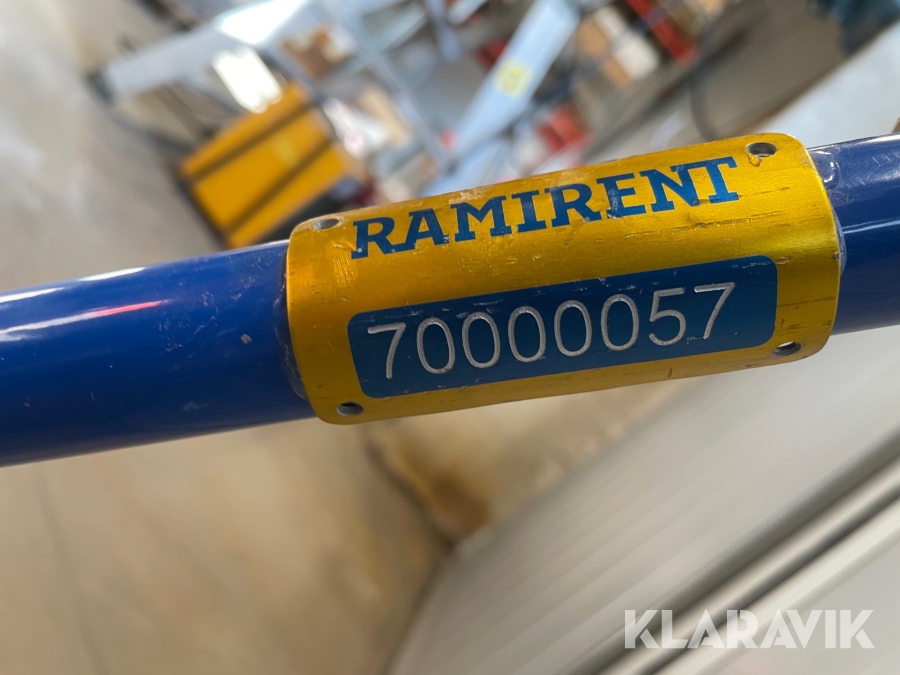 RAMIRENT
70000057
KLARAVIK